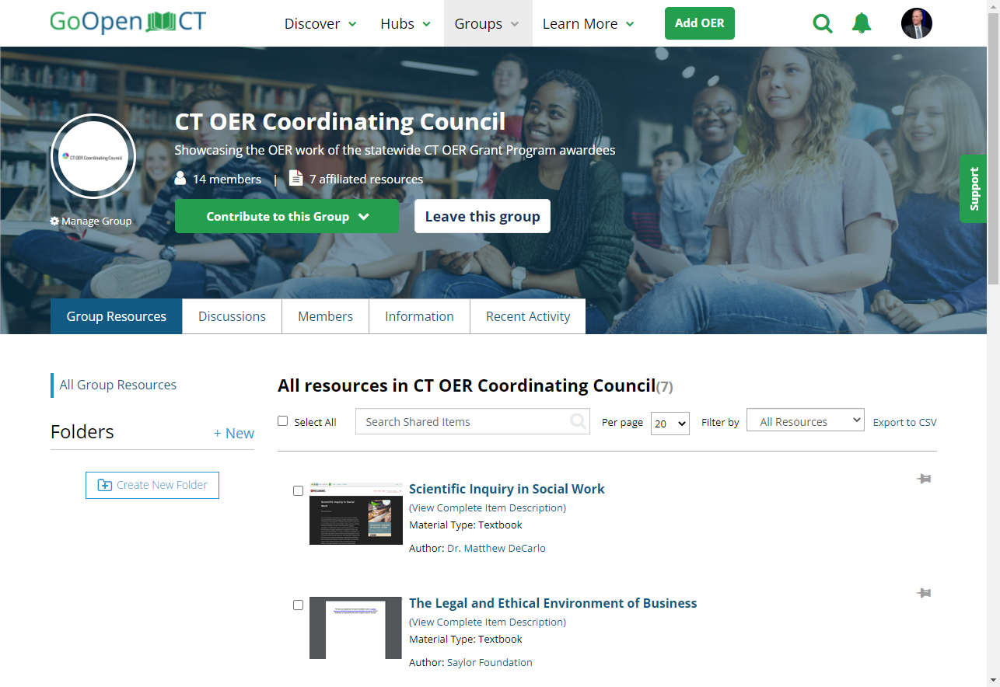 GoOpen CT
Discover
Hubs
Groups
Learn More
Add OER
CT OER Coordinating Council
CT OER Coordinating Council
Showcasing the OER work of the statewide CT OER Grant Program awardees
14 members | 7 affiliated resources
Manage Group
Contribute to this Group
Leave this group
Support
Group Resources
Discussions
Members
Information
Recent Activity
All Group Resources
Folders
+ New
Create New Folder
All resources in CT OER Coordinating Council(7)
Select All
Search Shared Items
Per page
20
Filter by
All Resources
Export to CSV
Scientific Inquiry in Social Work
Scientific Inquiry in Social Work
(View Complete Item Description)
Material Type: Textbook
Author: Dr. Matthew DeCarlo
The Legal and Ethical Environment of Business
(View Complete Item Description)
Material Type: Textbook
Author: Saylor Foundation